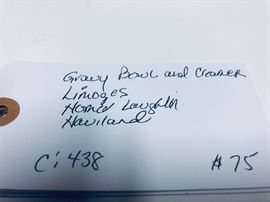 Gravy Bowl and Creamer
Limoges
Homer Laughlin
Haviland
C: 438 $75